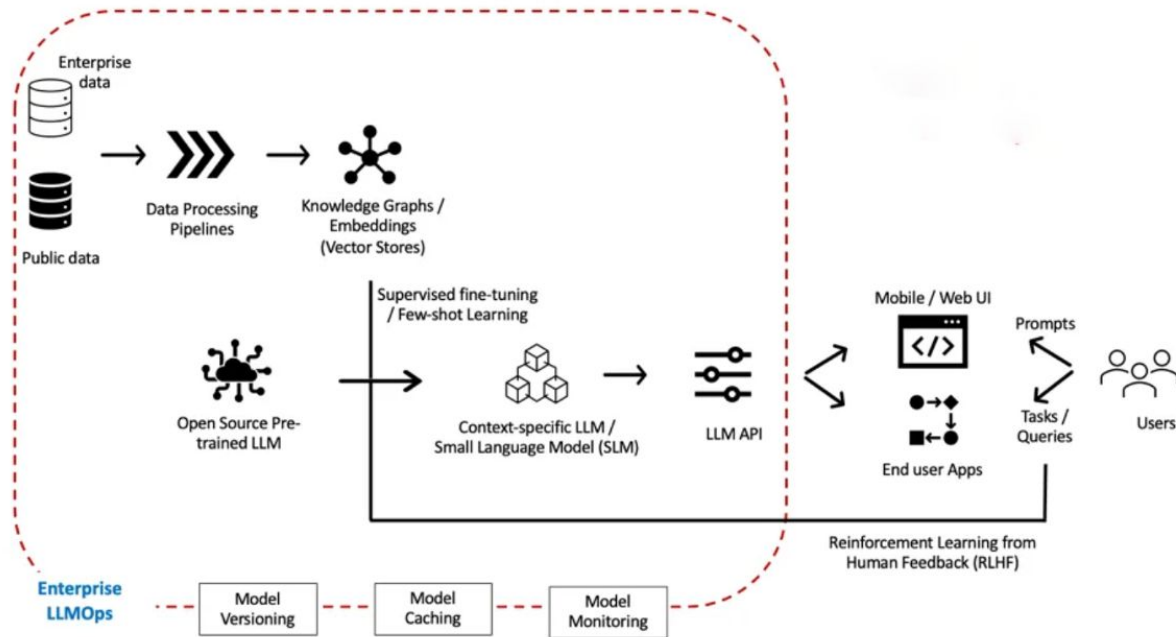 Enterprise
data
Public data
Data Processing
Pipelines
Knowledge Graphs /
Embeddings
(Vector Stores)
Supervised fine-tuning
/ Few-shot Learning
Open Source Pre-
trained LLM
Context-specific LLM /
Small Language Model (SLM)
LLM API
Mobile / Web UI
</>
End user Apps
Prompts
Tasks /
Queries
Users
Reinforcement Learning from
Human Feedback (RLHF)
Enterprise
LLMOps
Model
Versioning
Model
Caching
Model
Monitoring